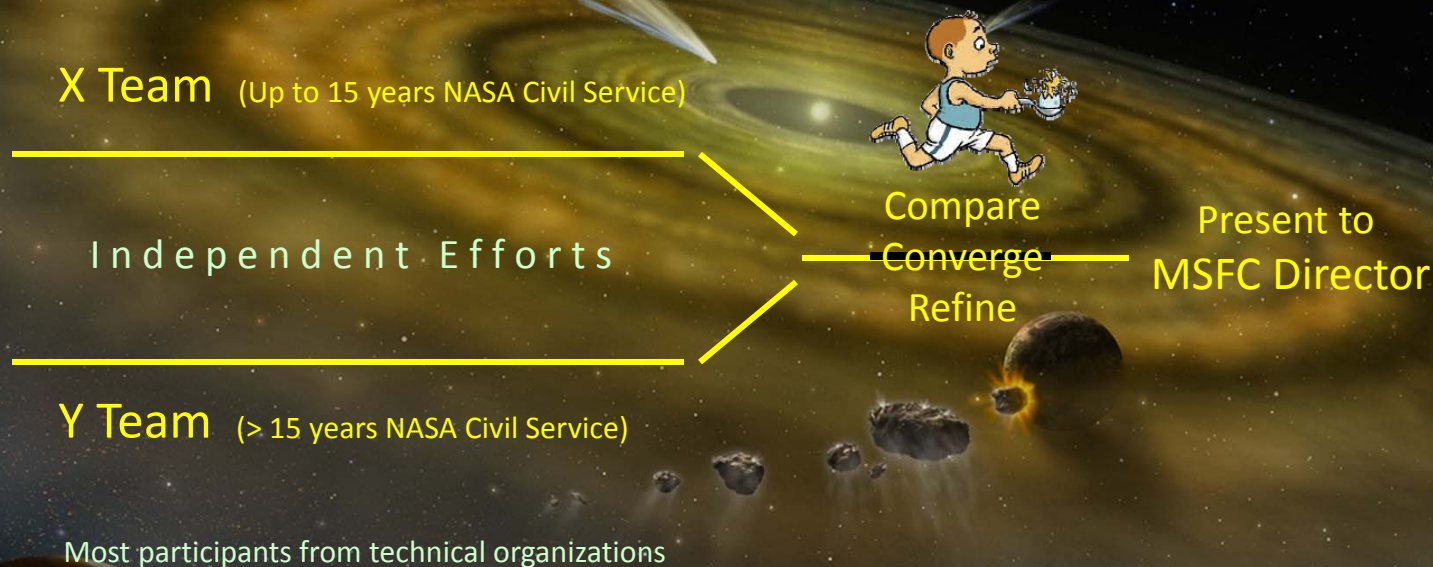 X Team (Up to 15 years NASA Civil Service)
Independent Efforts
Y Team (> 15 years NASA Civil Service)
Most participants from technical organizations
Compare
Converge
Refine
Present to
MSFC Director